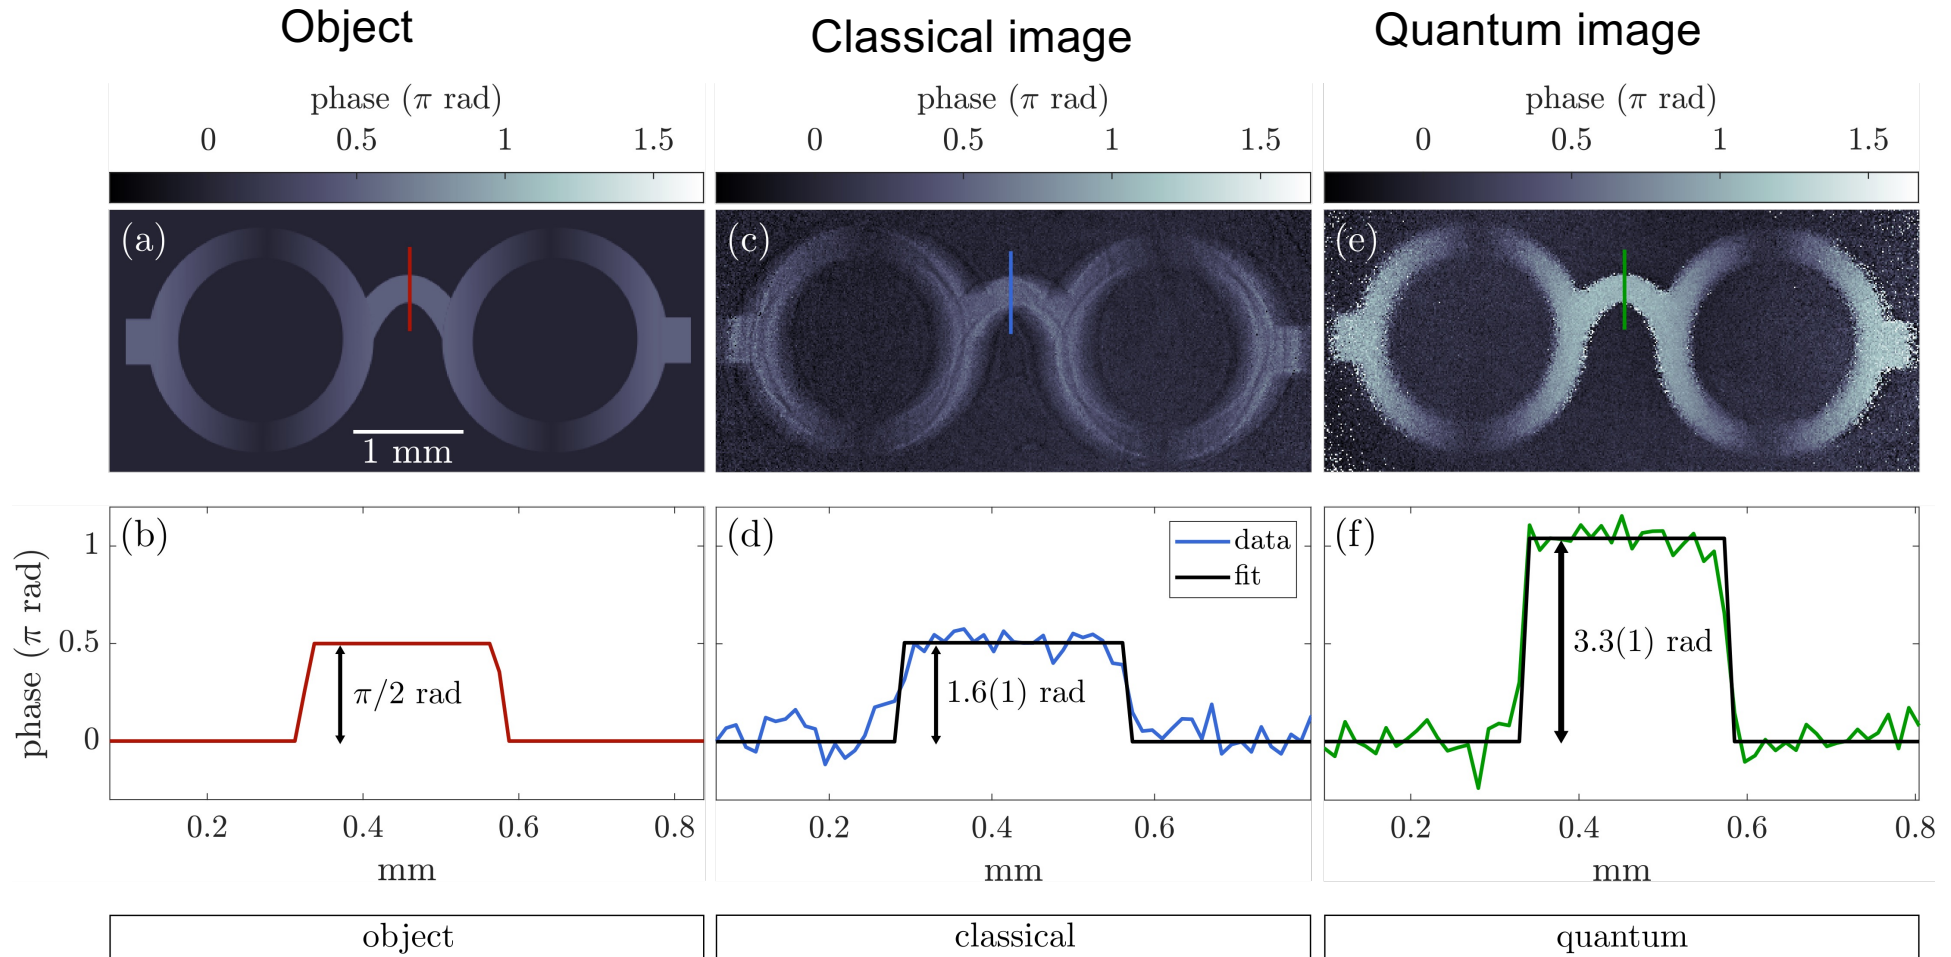 Object
Classical image
Quantum image
phase (π rad)
0 0.5 1 1.5
phase (π rad)
0 0.5 1 1.5
phase (π rad)
0 0.5 1 1.5
(a)
1 mm
(c)
(e)
phase (π rad)
1
0.5
0
(b)
π/2 rad
0.2 0.4 0.6 0.8
mm
(d)
data
fit
1.6(1) rad
0.2 0.4 0.6
mm
(f)
3.3(1) rad
0.2 0.4 0.6 0.8
mm
object
classical
quantum